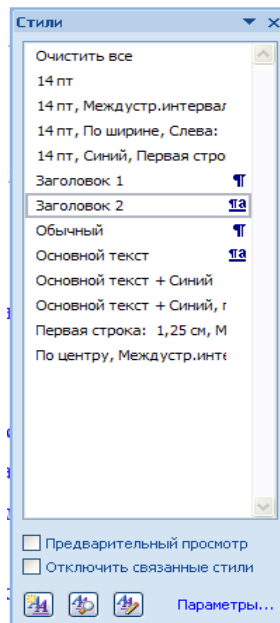 Стили
Очистить все
14 пт
14 пт, Междустр.интервал
14 пт, По ширине, Слева:
14 пт, Синий, Первая стро
Заголовок 1 ¶
Заголовок 2 ¶a
Обычный ¶
Основной текст ¶a
Основной текст + Синий
Основной текст + Синий, г
Первая строка: 1,25 см, М
По центру, Междустр.инте
Предварительный просмотр
Отключить связанные стили
Параметры...